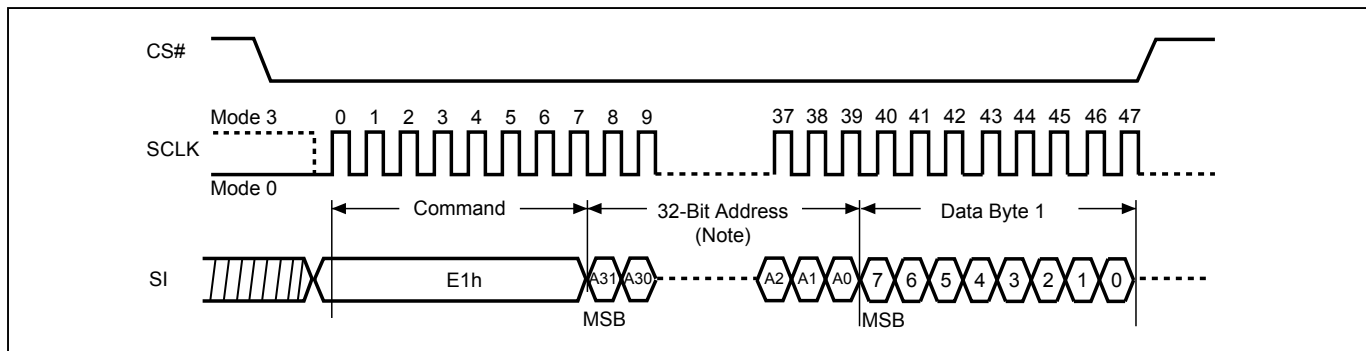 CS#
Mode 3 0 1 2 3 4 5 6 7 8 9 37 38 39 40 41 42 43 44 45 46 47
SCLK
Mode 0
Command 32-Bit Address Data Byte 1
(Note)
SI E1h A31 A30 A2 A1 A0 7 6 5 4 3 2 1 0
MSB MSB